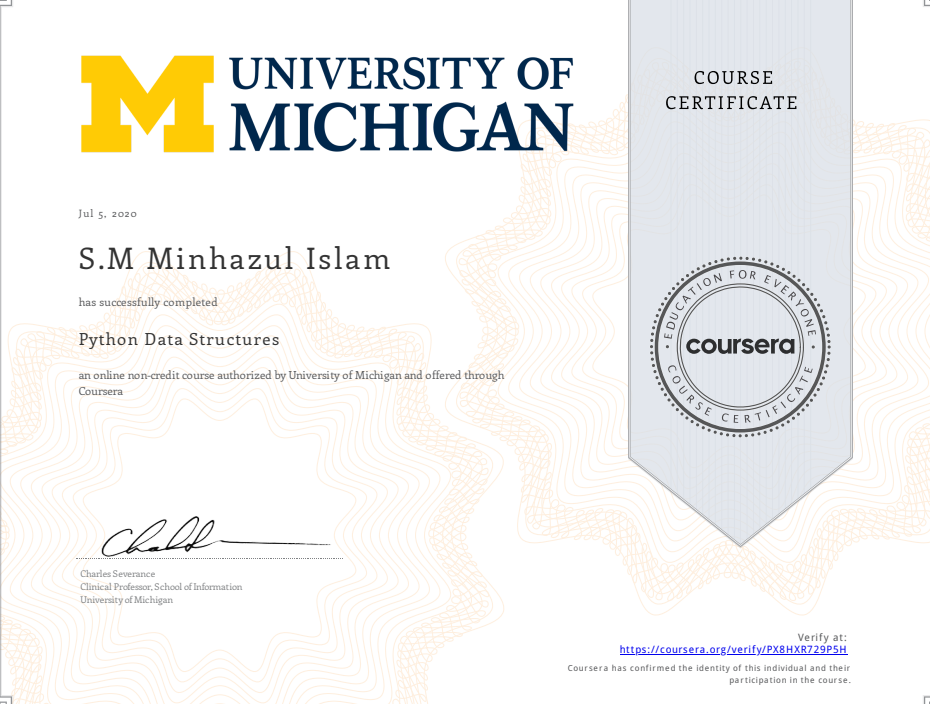 UNIVERSITY OF
MICHIGAN
COURSE
CERTIFICATE
Jul 5, 2020
S.M Minhazul Islam
has successfully completed
Python Data Structures
an online non-credit course authorized by University of Michigan and offered through
Coursera
EDUCATION FOR EVERYONE
coursera
COURSE CERTIFICATE
Charles Severance
Clinical Professor, School of Information
University of Michigan
Verify at:
https://coursera.org/verify/PX8HXR729P5H
Coursera has confirmed the identity of this individual and their
participation in the course.